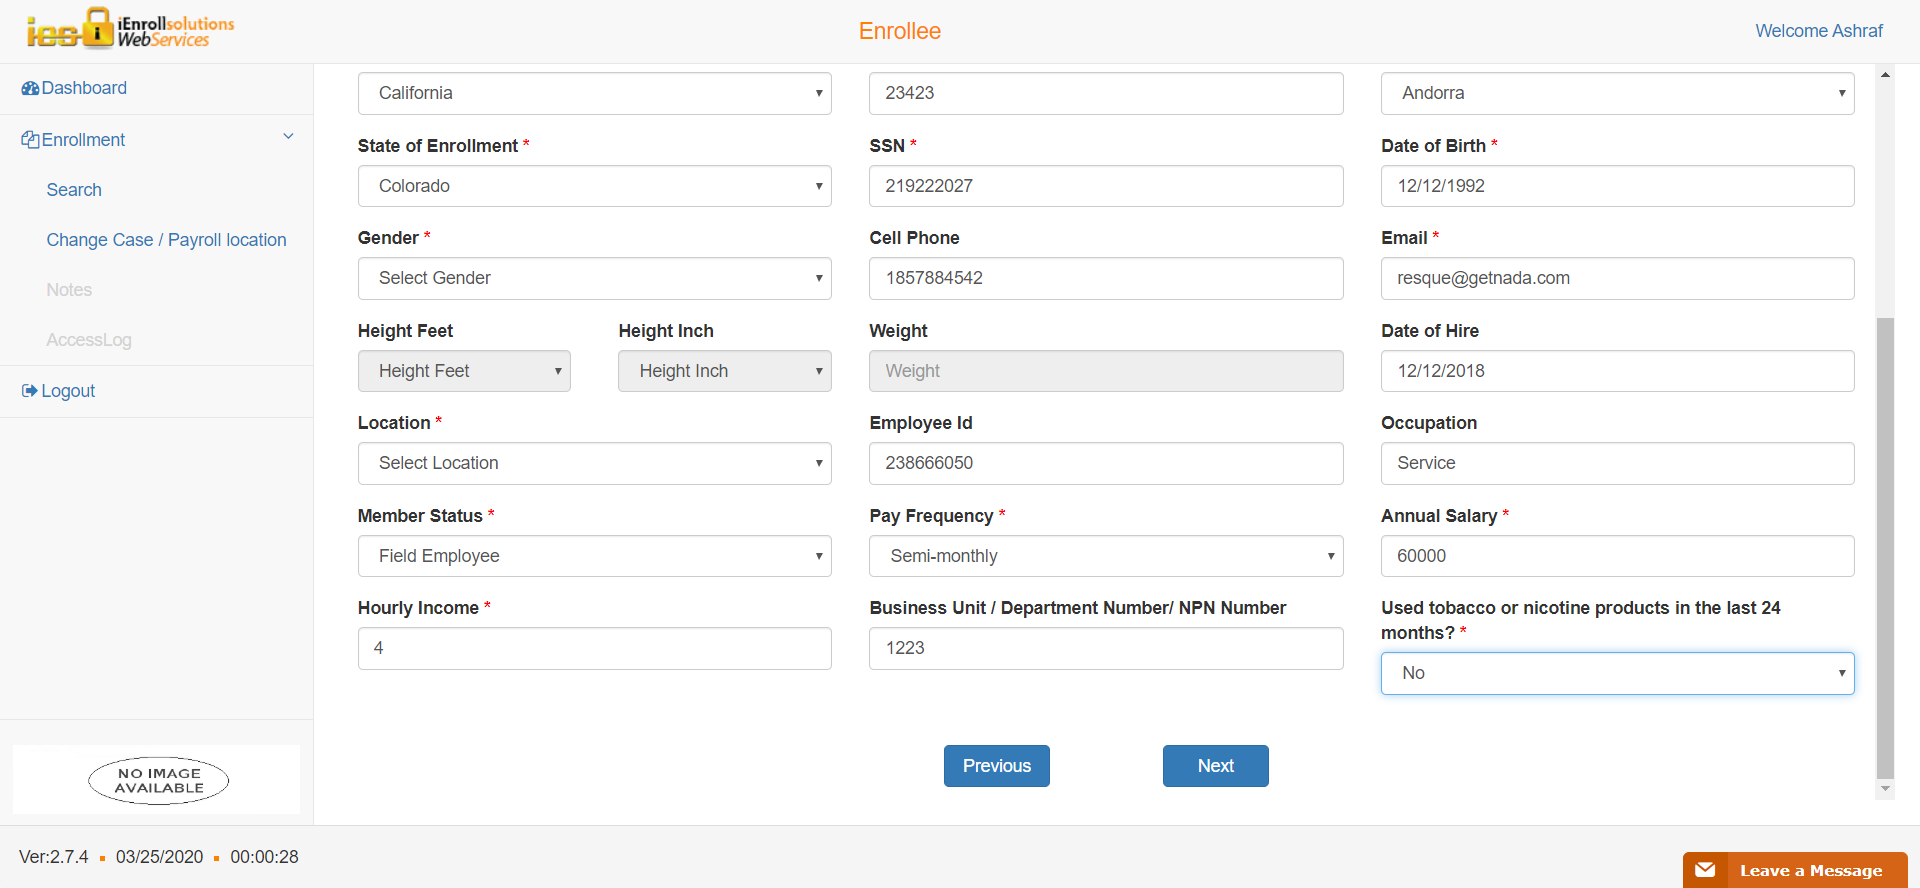 ies iEnrollsolutions
WebServices
Enrollee
Welcome Ashraf
Dashboard
Enrollment
Search
Change Case / Payroll location
Notes
AccessLog
Logout
NO IMAGE
AVAILABLE
California
23423
Andorra
State of Enrollment *
SSN *
Date of Birth *
Colorado
219222027
12/12/1992
Gender *
Cell Phone
Email *
Select Gender
1857884542
resque@getnada.com
Height Feet
Height Inch
Weight
Date of Hire
Height Feet
Height Inch
Weight
12/12/2018
Location *
Employee Id
Occupation
Select Location
238666050
Service
Member Status *
Pay Frequency *
Annual Salary *
Field Employee
Semi-monthly
60000
Hourly Income *
Business Unit / Department Number/ NPN Number
Used tobacco or nicotine products in the last 24
months? *
4
1223
No
Previous
Next
Ver:2.7.4 ▪ 03/25/2020 ▪ 00:00:28
Leave a Message